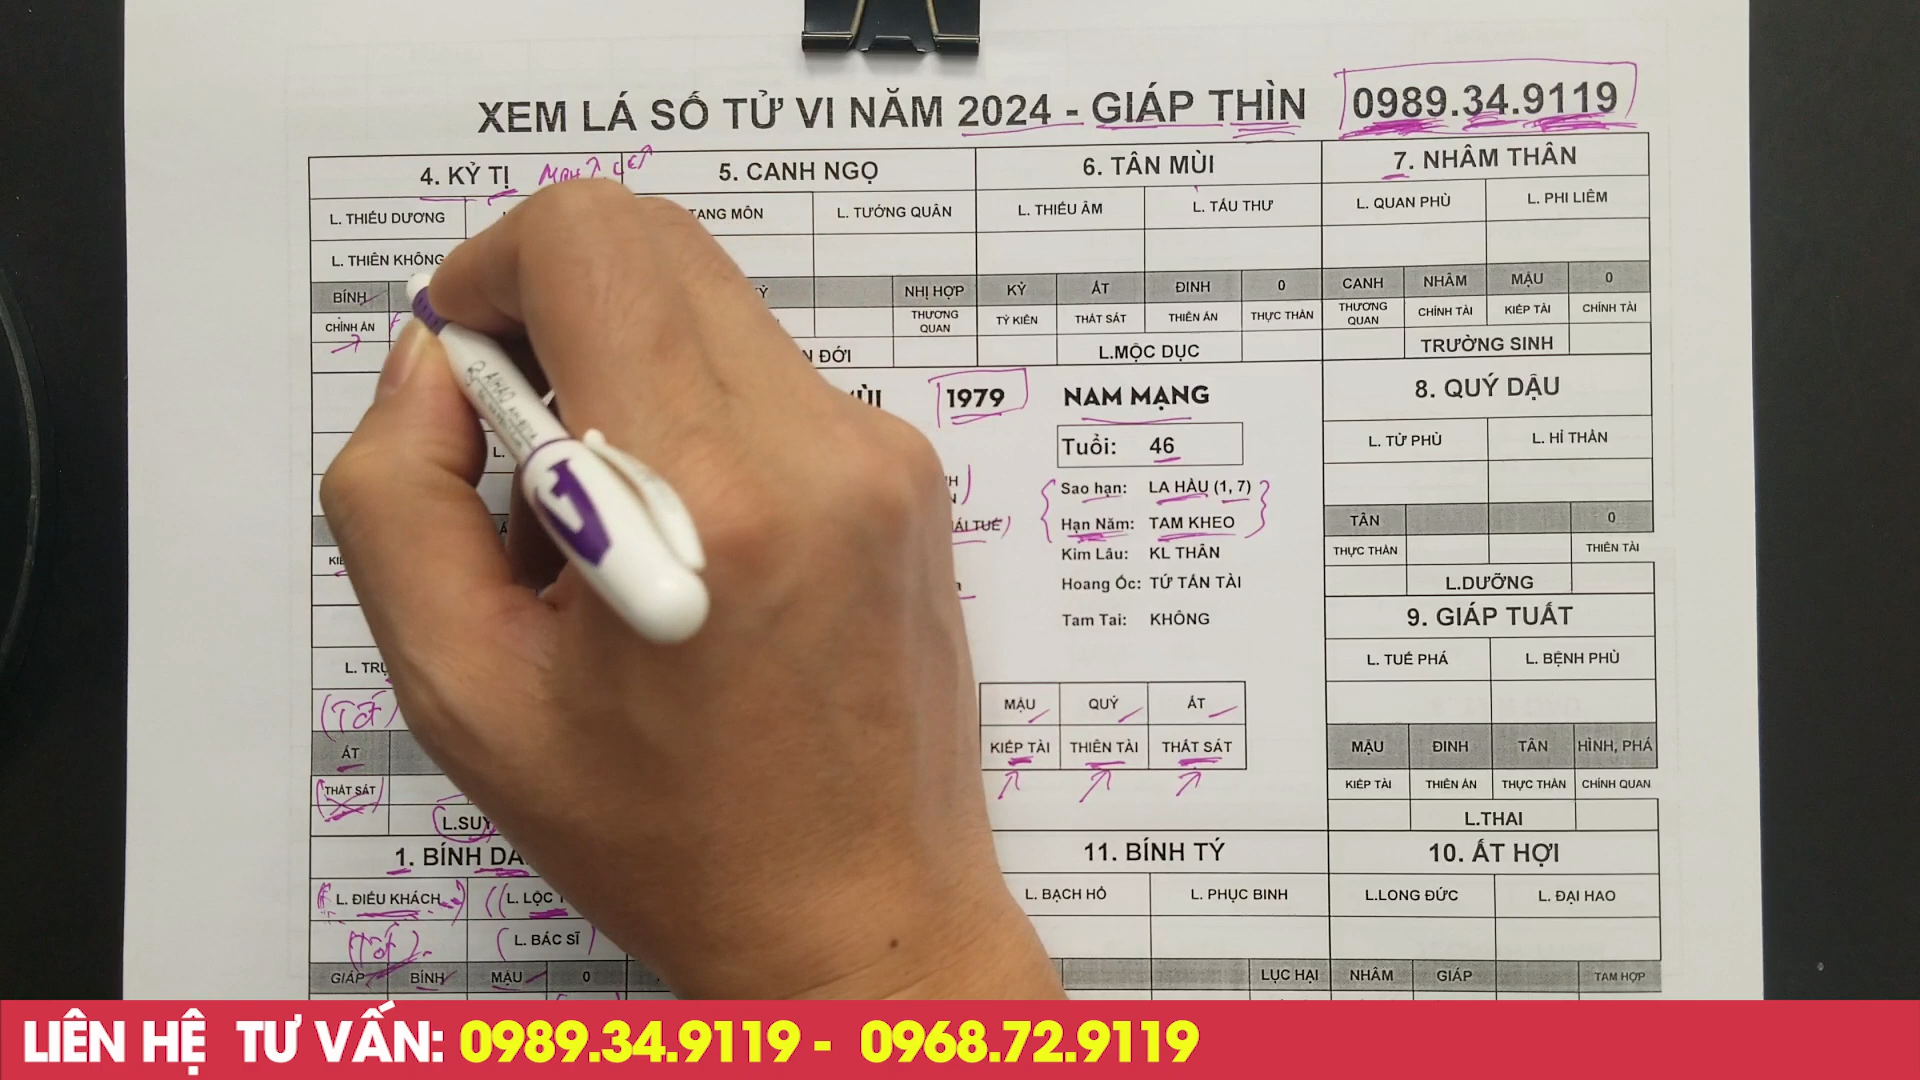 XEM LÁ SỐ TỬ VI NĂM 2024 - GIÁP THÌN 0989.34.9119
4. KỶ TỊ 5. CANH NGỌ 6. TÂN MÙI 7. NHÂM THÂN
L. THIẾU DƯƠNG TANG MÔN L. TƯỚNG QUÂN L. THIẾU ÂM L. TẤU THƯ L. QUAN PHÙ L. PHI LIÊM
L. THIÊN KHÔNG
BÍNH NHỊ HỢP KỶ ẤT ĐINH 0 CANH NHÂM MẬU 0
CHÍNH ẤN THƯƠNG QUAN TỶ KIÊN THẤT SÁT THIÊN ẤN THỰC THẦN THƯƠNG QUAN CHÍNH TÀI KIẾP TÀI CHÍNH TÀI
ĐỚI L.MỘC DỤC TRƯỜNG SINH
1979 NAM MẠNG 8. QUÝ DẬU
Tuổi: 46 L. TỬ PHÙ L. HỈ THẦN
L.
Sao hạn: LA HẦU (1, 7)
Hạn Năm: TAM KHEO TÂN 0
Kim Lâu: KL THÂN THỰC THẦN THIÊN TÀI
Hoang Ốc: TỨ TẤN TÀI L.DƯỠNG
Tam Tai: KHÔNG 9. GIÁP TUẤT
L. TUẾ PHÁ L. BỆNH PHÙ
(TỐT) MẬU QUÝ ẤT
ẤT KIẾP TÀI THIÊN TÀI THẤT SÁT MẬU ĐINH TÂN HÌNH, PHÁ
THẤT SÁT KIẾP TÀI THIÊN ẤN THỰC THẦN CHÍNH QUAN
L.SUY L.THAI
1. BÍNH 11. BÍNH TÝ 10. ẤT HỢI
L. ĐIẾU KHÁCH L. LỘC L. BẠCH HỔ L. PHỤC BINH L.LONG ĐỨC L. ĐẠI HAO
(TỐT) L. BÁC SĨ
GIÁP BÍNH MẬU 0 LỤC HẠI NHÂM GIÁP TAM HỢP
LIÊN HỆ TƯ VẤN: 0989.34.9119 - 0968.72.9119